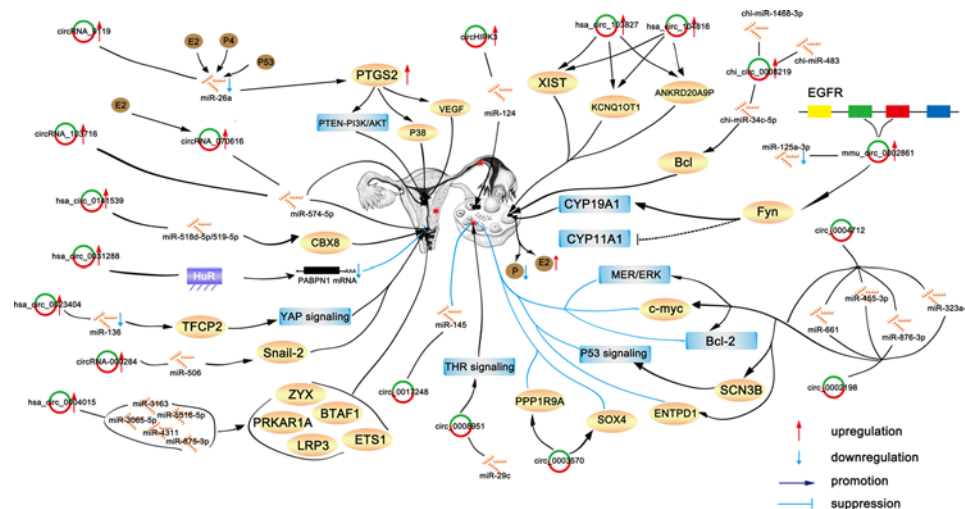 circRNA_9119
E2
P4
P53
miR-26a
PTGS2
PTEN-PI3K/AKT
P38
VEGF
circHIPK3
miR-124
hsa_circ_103827
hsa_circ_104816
XIST
KCNQ1OT1
ANKRD20A9P
chi-miR-1468-3p
chi-miR-483
chi_circ_0008219
chi-miR-34c-5p
Bcl
EGFR
miR-125a-3p
mmu_circ_0002861
Fyn
CYP19A1
CYP11A1
P
E2
circRNA_103716
E2
circRNA_070616
miR-574-5p
hsa_circ_0141539
miR-518d-5p/519-5p
CBX8
hsa_circ_0031288
HuR
AAA
PABPN1 mRNA
hsa_circ_0023404
miR-136
TFCP2
YAP signaling
circRNA-000284
miR-506
Snail-2
hsa_circ_0004015
miR-3163
miR-3065-5p
miR-5516-5p
miR-4311
miR-875-3p
ZYX
BTAF1
PRKAR1A
LRP3
ETS1
miR-145
circ_0017248
THR signaling
circ_0008951
miR-29c
MER/ERK
c-myc
Bcl-2
P53 signaling
SCN3B
PPP1R9A
SOX4
ENTPD1
circ_0003570
circ_0004712
miR-455-3p
miR-323a-
miR-661
miR-876-3p
circ_0002198
upregulation
downregulation
promotion
suppression